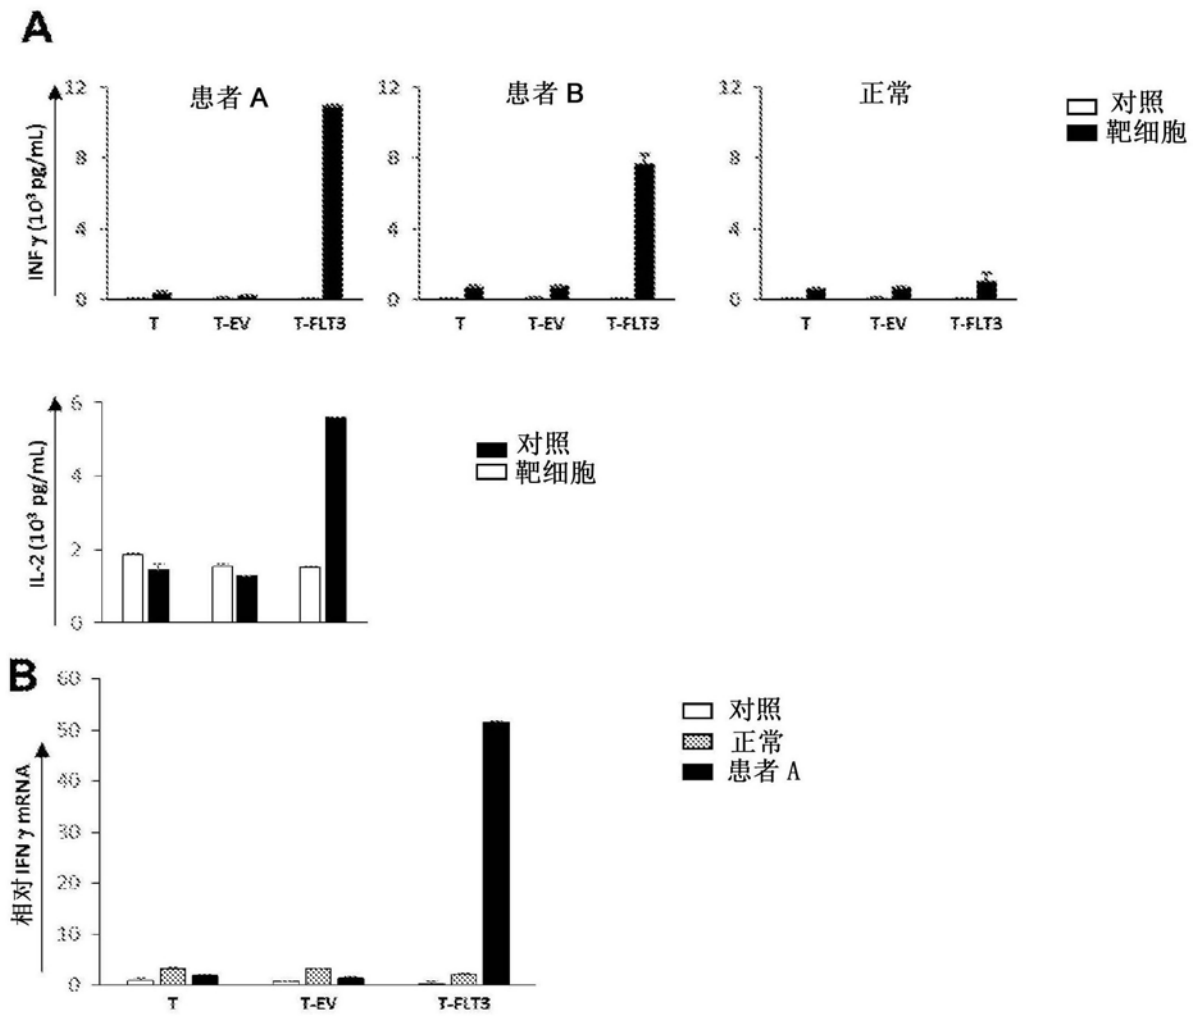 A
患者 A
患者 B
正常
对照
靶细胞
INF γ (10³ pg/mL)
12
8
4
0
T
T-EV
T-FLT3
12
8
4
0
T
T-EV
T-FLT3
12
8
4
0
T
T-EV
T-FLT3
IL-2 (10³ pg/mL)
6
4
2
0
对照
靶细胞
B
相对 IFN γ mRNA
60
50
40
30
20
10
0
T
T-EV
T-FLT3
对照
正常
患者 A